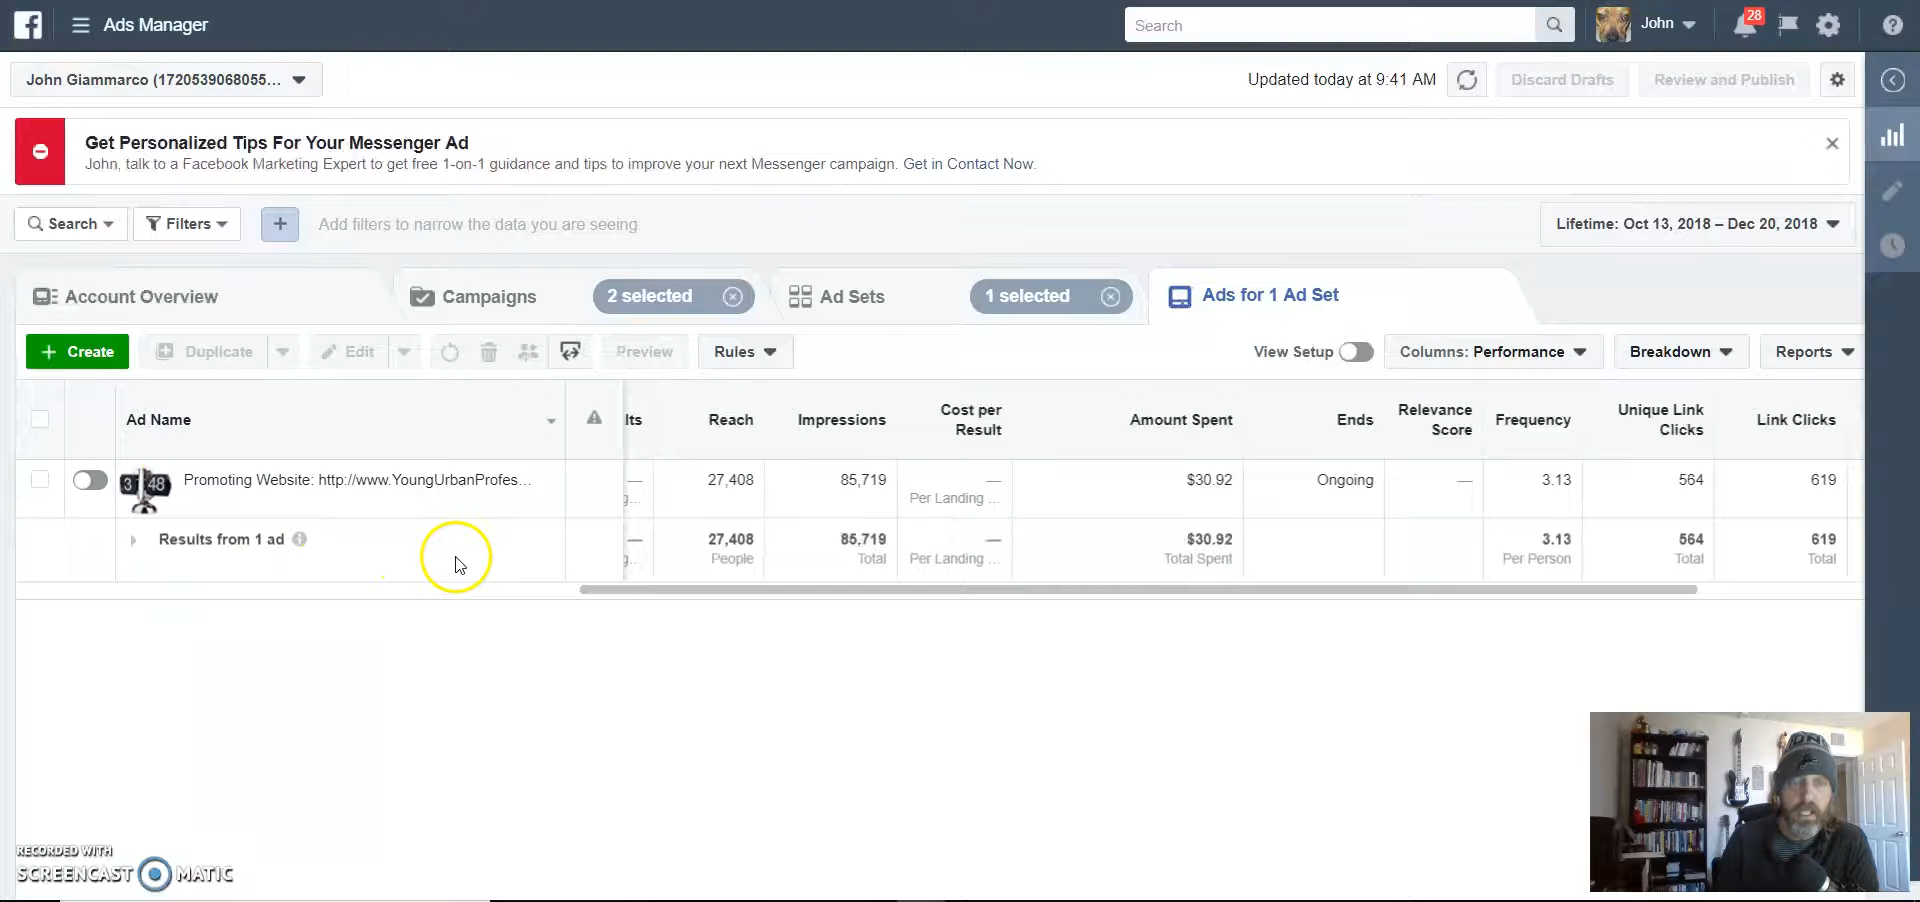 Ads Manager
Search
John
28
John Giammarco (1720539068055...
Updated today at 9:41 AM
Discard Drafts
Review and Publish
Get Personalized Tips For Your Messenger Ad
John, talk to a Facebook Marketing Expert to get free 1-on-1 guidance and tips to improve your next Messenger campaign. Get in Contact Now.
Search
Filters
+
Add filters to narrow the data you are seeing
Lifetime: Oct 13, 2018 – Dec 20, 2018
Account Overview
Campaigns
2 selected
Ad Sets
1 selected
Ads for 1 Ad Set
+ Create
Duplicate
Edit
Preview
Rules
View Setup
Columns: Performance
Breakdown
Reports
Ad Name
lts
Reach
Impressions
Cost per
Result
Amount Spent
Ends
Relevance
Score
Frequency
Unique Link
Clicks
Link Clicks
Promoting Website: http://www.YoungUrbanProfes...
—
g...
27,408
85,719
—
Per Landing ...
$30.92
Ongoing
—
3.13
564
619
Results from 1 ad
—
g...
27,408
People
85,719
Total
—
Per Landing ...
$30.92
Total Spent
3.13
Per Person
564
Total
619
Total
RECORDED WITH
SCREENCAST MATIC